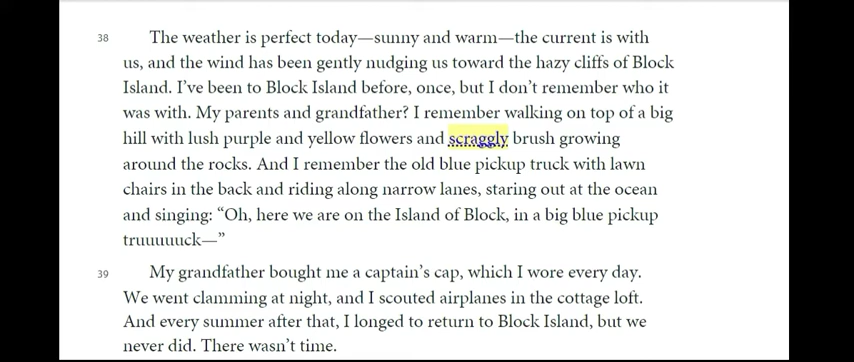 38 The weather is perfect today—sunny and warm—the current is with
us, and the wind has been gently nudging us toward the hazy cliffs of Block
Island. I’ve been to Block Island before, once, but I don’t remember who it
was with. My parents and grandfather? I remember walking on top of a big
hill with lush purple and yellow flowers and scraggly brush growing
around the rocks. And I remember the old blue pickup truck with lawn
chairs in the back and riding along narrow lanes, staring out at the ocean
and singing: “Oh, here we are on the Island of Block, in a big blue pickup
truuuuuck—”
39 My grandfather bought me a captain’s cap, which I wore every day.
We went clamming at night, and I scouted airplanes in the cottage loft.
And every summer after that, I longed to return to Block Island, but we
never did. There wasn’t time.